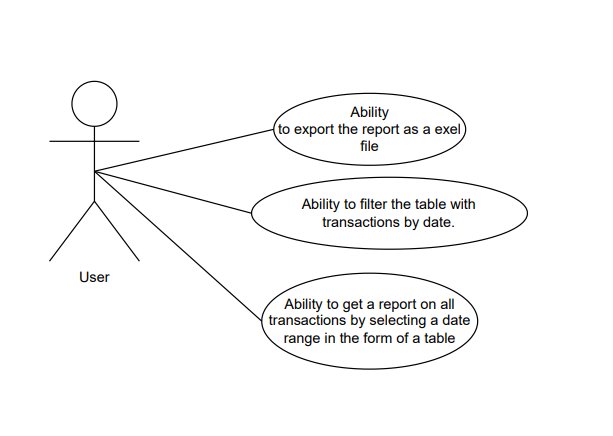 Ability
to export the report as a exel
file
Ability to filter the table with
transactions by date.
User
Ability to get a report on all
transactions by selecting a date
range in the form of a table